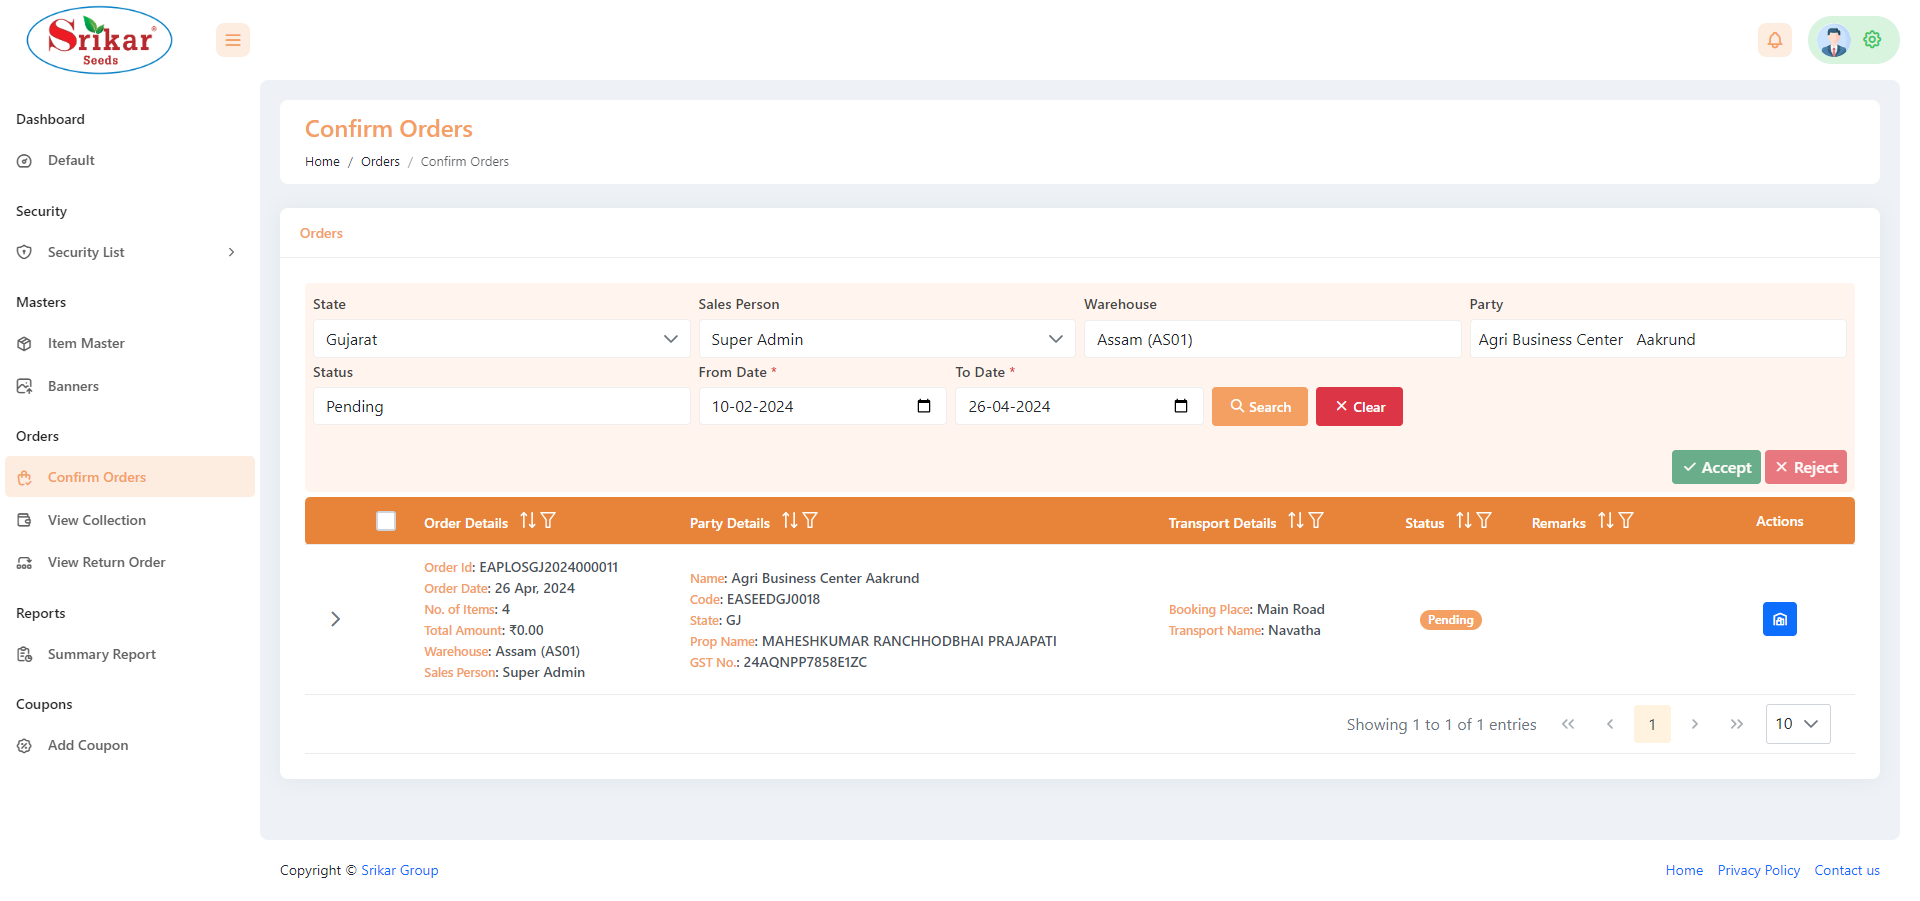 Srikar®
Seeds
Dashboard
Default
Security
Security List
Masters
Item Master
Banners
Orders
Confirm Orders
View Collection
View Return Order
Reports
Summary Report
Coupons
Add Coupon
Confirm Orders
Home / Orders / Confirm Orders
Orders
State Sales Person Warehouse Party
Gujarat Super Admin Assam (AS01) Agri Business Center Aakrund
Status From Date * To Date *
Pending 10-02-2024 26-04-2024 Search Clear
Accept Reject
Order Details Party Details Transport Details Status Remarks Actions
Order Id: EAPLOSGJ2024000011
Order Date: 26 Apr, 2024
No. of Items: 4
Total Amount: ₹0.00
Warehouse: Assam (AS01)
Sales Person: Super Admin
Name: Agri Business Center Aakrund
Code: EASEEDGJ0018
State: GJ
Prop Name: MAHESHKUMAR RANCHHODBHAI PRAJAPATI
GST No.: 24AQNPP7858E1ZC
Booking Place: Main Road
Transport Name: Navatha
Pending
Showing 1 to 1 of 1 entries 1 10
Copyright © Srikar Group Home Privacy Policy Contact us